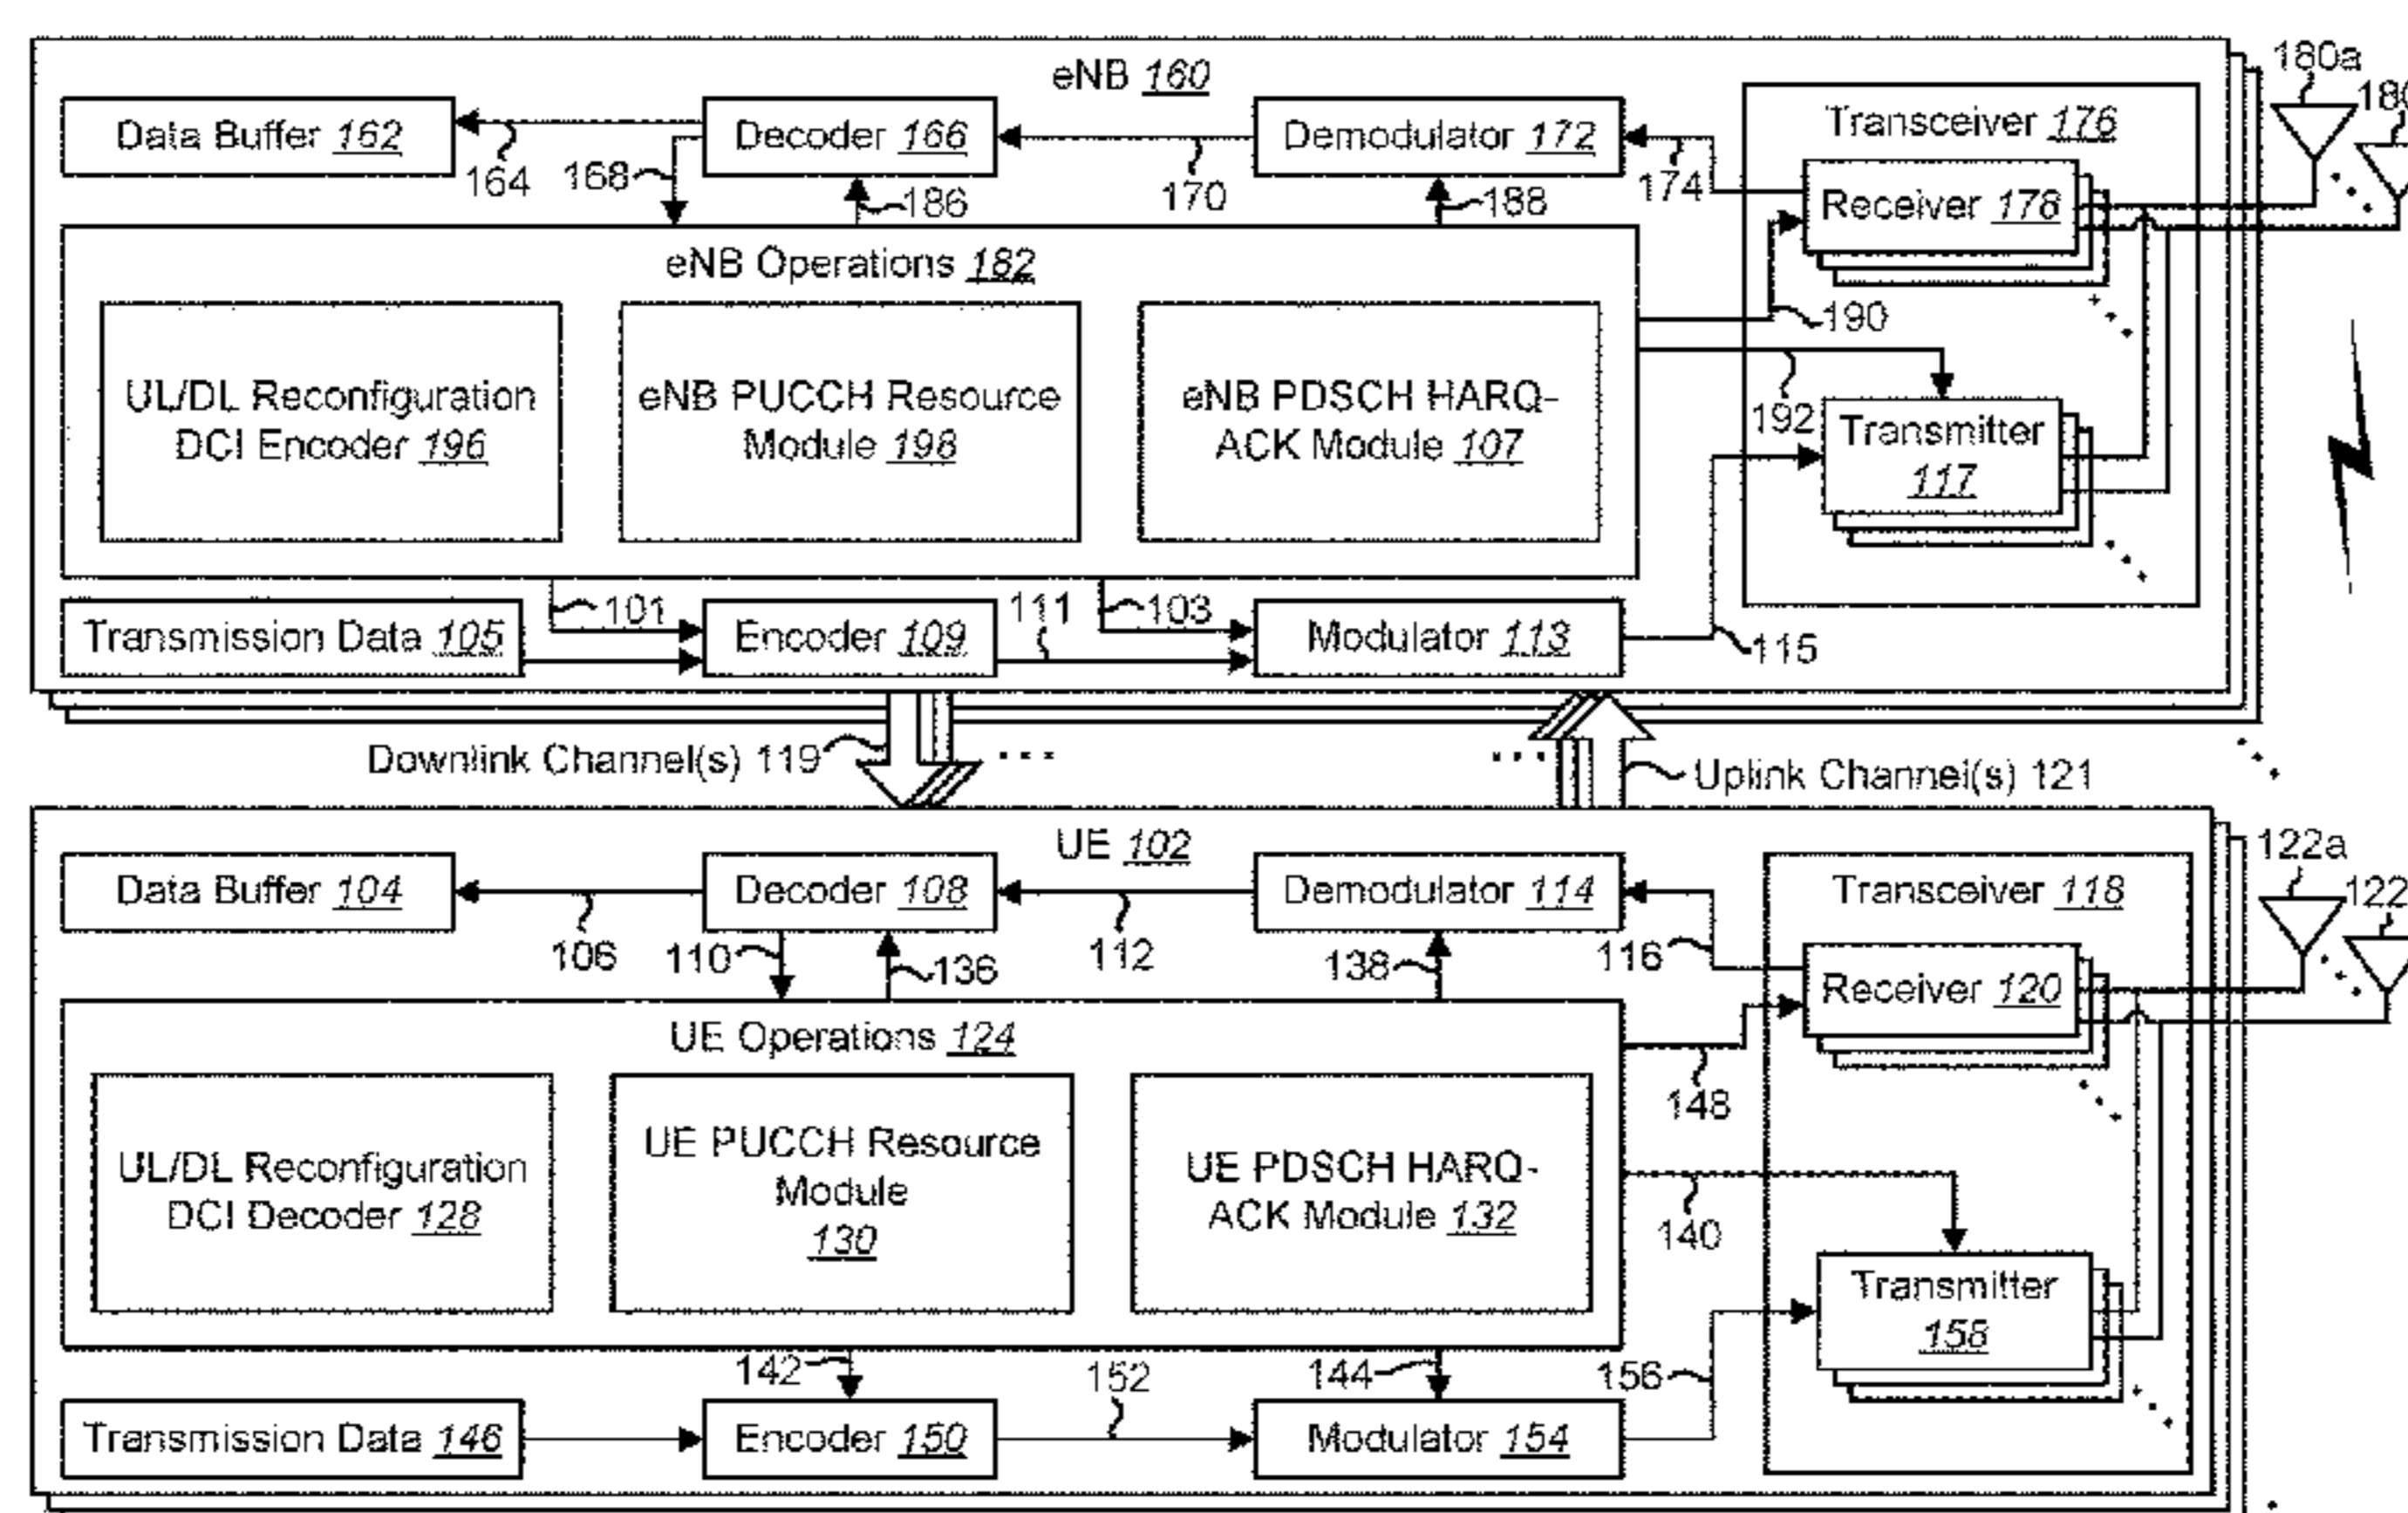 eNB 160
180a
180
Data Buffer 162
Decoder 166
Demodulator 172
Transceiver 176
164
168
186
170
188
174
Receiver 178
eNB Operations 182
190
UL/DL Reconfiguration
DCI Encoder 196
eNB PUCCH Resource
Module 198
eNB PDSCH HARQ-
ACK Module 107
192
Transmitter
117
101
111
103
Transmission Data 105
Encoder 109
Modulator 113
115
Downlink Channel(s) 119
Uplink Channel(s) 121
UE 102
122a
122
Data Buffer 104
Decoder 108
Demodulator 114
Transceiver 118
106
110
136
112
138
116
Receiver 120
UE Operations 124
148
UL/DL Reconfiguration
DCI Decoder 128
UE PUCCH Resource
Module
130
UE PDSCH HARQ-
ACK Module 132
140
Transmitter
158
142
152
144
156
Transmission Data 146
Encoder 150
Modulator 154